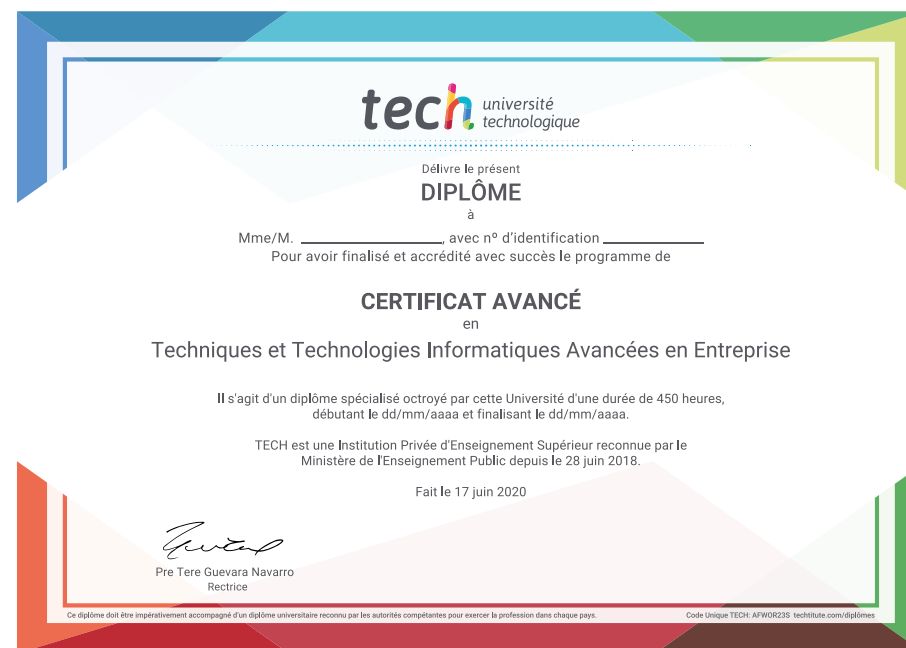 tech université
technologique
Délivre le présent
DIPLÔME
à
Mme/M. ____________________, avec nº d'identification ______________
Pour avoir finalisé et accrédité avec succès le programme de
CERTIFICAT AVANCÉ
en
Techniques et Technologies Informatiques Avancées en Entreprise
Il s'agit d'un diplôme spécialisé octroyé par cette Université d'une durée de 450 heures,
débutant le dd/mm/aaaa et finalisant le dd/mm/aaaa.
TECH est une Institution Privée d'Enseignement Supérieur reconnue par le
Ministère de l'Enseignement Public depuis le 28 juin 2018.
Fait le 17 juin 2020
Pre Tere Guevara Navarro
Rectrice
Ce diplôme doit être impérativement accompagné d'un diplôme universitaire reconnu par les autorités compétentes pour exercer la profession dans chaque pays.
Code Unique TECH: AFWOR23S techtitute.com/diplômes